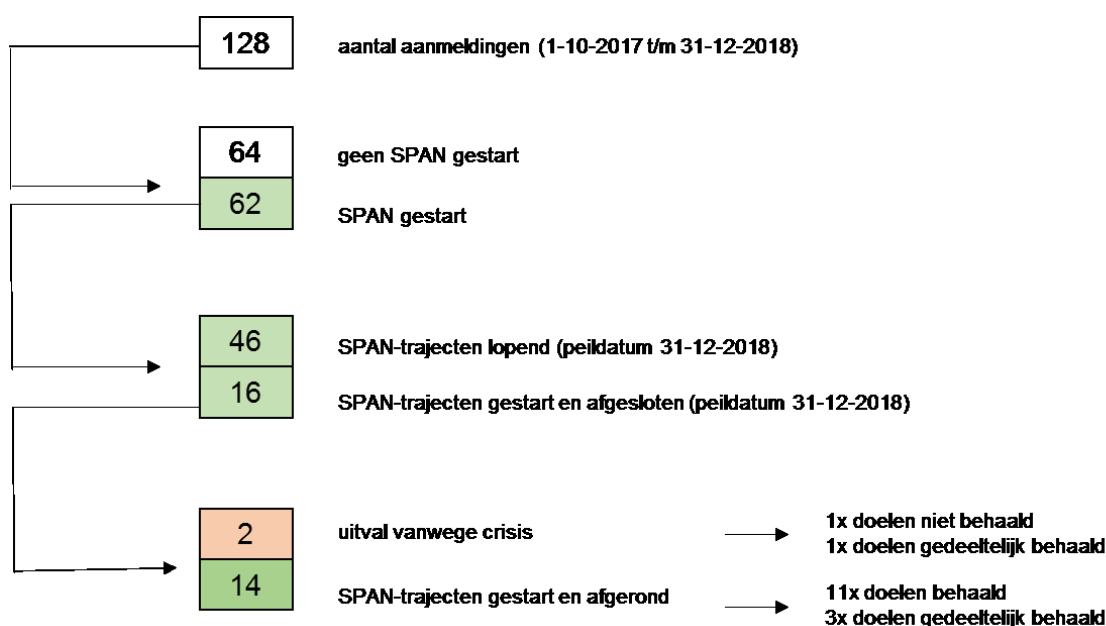 128 aantal aanmeldingen (1-10-2017 t/m 31-12-2018)
64 geen SPAN gestart
62 SPAN gestart
46 SPAN-trajecten lopend (peildatum 31-12-2018)
16 SPAN-trajecten gestart en afgesloten (peildatum 31-12-2018)
2 uitval vanwege crisis
1x doelen niet behaald
1x doelen gedeeltelijk behaald
14 SPAN-trajecten gestart en afgerond
11x doelen behaald
3x doelen gedeeltelijk behaald